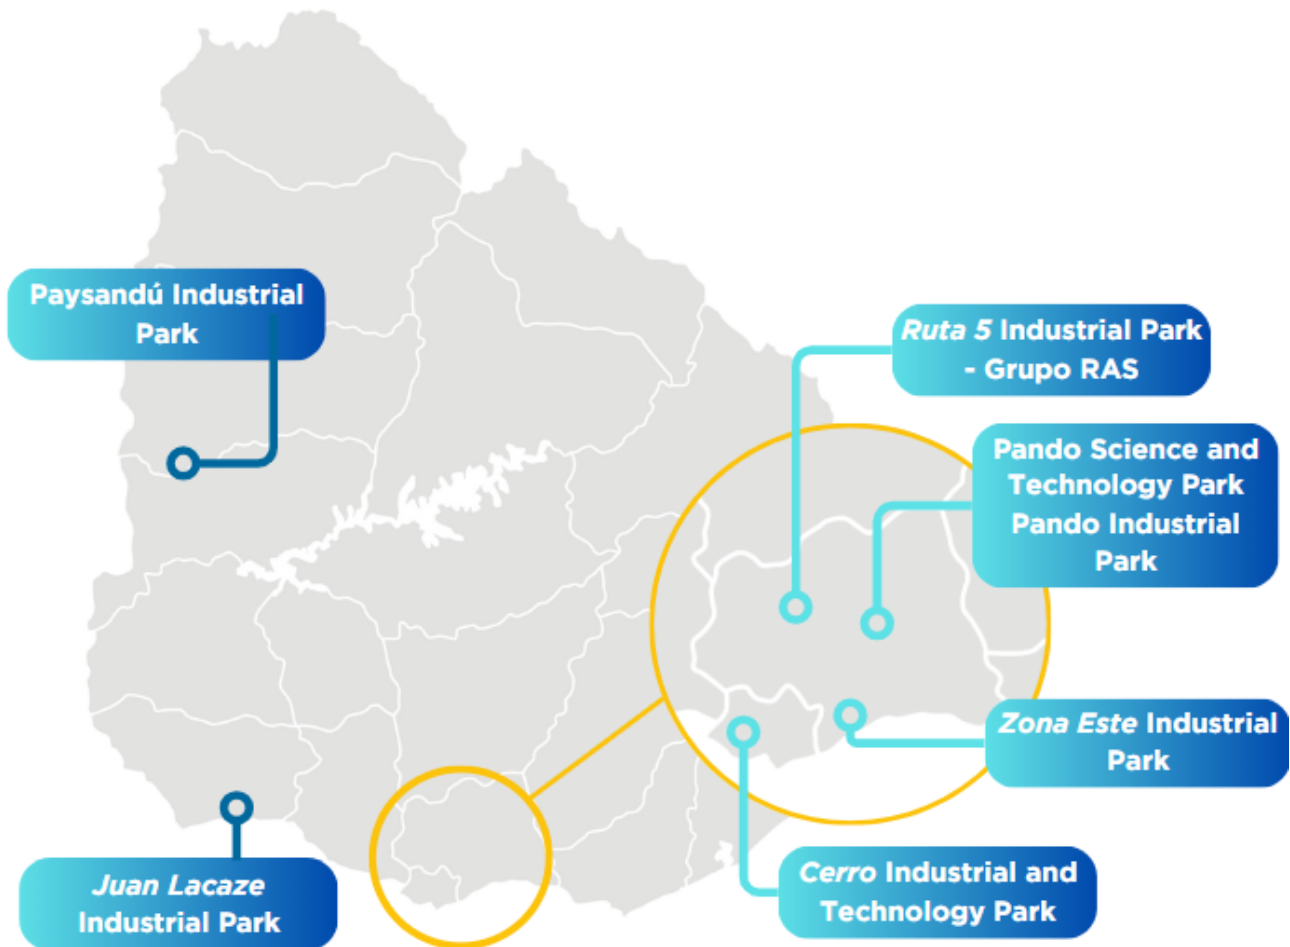 Paysandú Industrial
Park
Ruta 5 Industrial Park
- Grupo RAS
Pando Science and
Technology Park
Pando Industrial
Park
Zona Este Industrial
Park
Cerro Industrial and
Technology Park
Juan Lacaze
Industrial Park